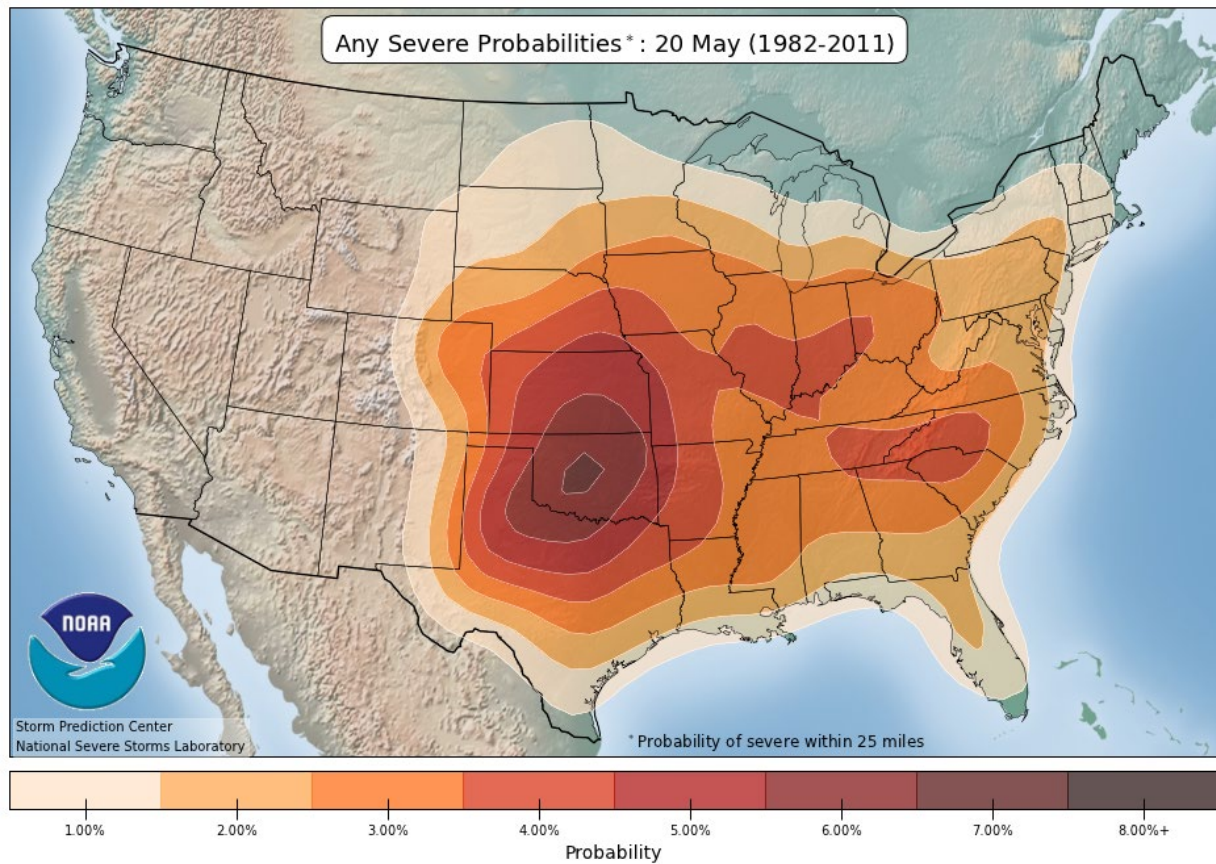 Any Severe Probabilities*: 20 May (1982-2011)
NOAA
Storm Prediction Center
National Severe Storms Laboratory
* Probability of severe within 25 miles
1.00% 2.00% 3.00% 4.00% 5.00% 6.00% 7.00% 8.00%+
Probability